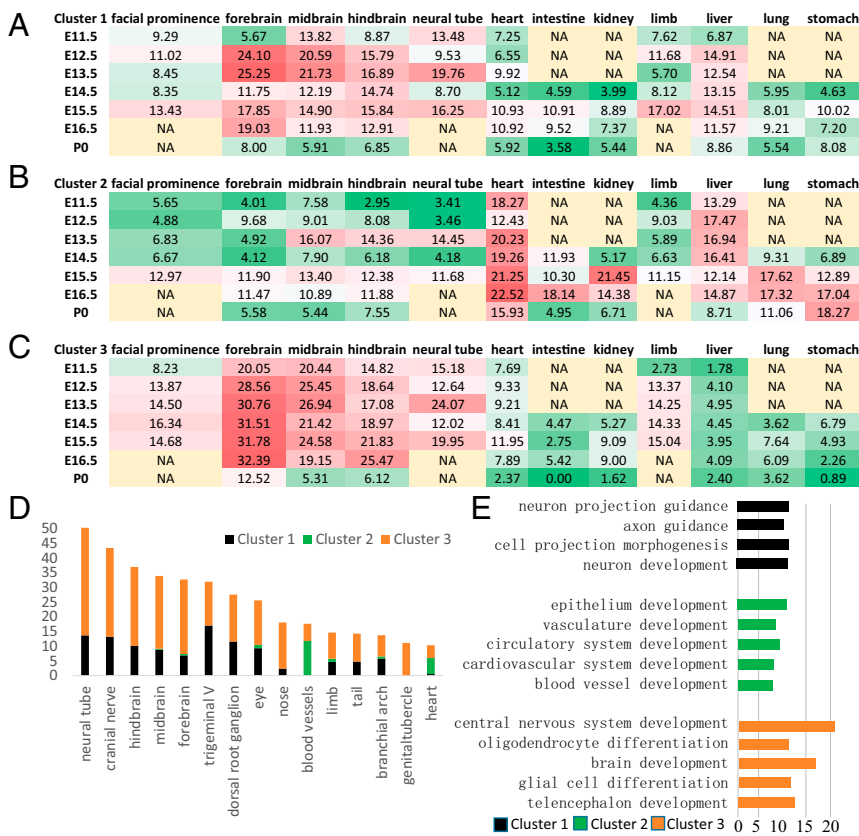 A
Cluster 1 facial prominence forebrain midbrain hindbrain neural tube heart intestine kidney limb liver lung stomach
E11.5 9.29 5.67 13.82 8.87 13.48 7.25 NA NA 7.62 6.87 NA NA
E12.5 11.02 24.10 20.59 15.79 9.53 6.55 NA NA 11.68 14.91 NA NA
E13.5 8.45 25.25 21.73 16.89 19.76 9.92 NA NA 5.70 12.54 NA NA
E14.5 8.35 11.75 12.19 14.74 8.70 5.12 4.59 3.99 8.12 13.15 5.95 4.63
E15.5 13.43 17.85 14.90 15.84 16.25 10.93 10.91 8.89 17.02 14.51 8.01 10.02
E16.5 NA 19.03 11.93 12.91 NA 10.92 9.52 7.37 NA 11.57 9.21 7.20
P0 NA 8.00 5.91 6.85 NA 5.92 3.58 5.44 NA 8.86 5.54 8.08
B
Cluster 2 facial prominence forebrain midbrain hindbrain neural tube heart intestine kidney limb liver lung stomach
E11.5 5.65 4.01 7.58 2.95 3.41 18.27 NA NA 4.36 13.29 NA NA
E12.5 4.88 9.68 9.01 8.08 3.46 12.43 NA NA 9.03 17.47 NA NA
E13.5 6.83 4.92 16.07 14.36 14.45 20.23 NA NA 5.89 16.94 NA NA
E14.5 6.67 4.12 7.90 6.18 4.18 19.26 11.93 5.17 6.63 16.41 9.31 6.89
E15.5 12.97 11.90 13.40 12.38 11.68 21.25 10.30 21.45 11.15 12.14 17.62 12.89
E16.5 NA 11.47 10.89 11.88 NA 22.52 18.14 14.38 NA 14.87 17.32 17.04
P0 NA 5.58 5.44 7.55 NA 15.93 4.95 6.71 NA 8.71 11.06 18.27
C
Cluster 3 facial prominence forebrain midbrain hindbrain neural tube heart intestine kidney limb liver lung stomach
E11.5 8.23 20.05 20.44 14.82 15.18 7.69 NA NA 2.73 1.78 NA NA
E12.5 13.87 28.56 25.45 18.64 12.64 9.33 NA NA 13.37 4.10 NA NA
E13.5 14.50 30.76 26.94 17.08 24.07 9.21 NA NA 14.25 4.95 NA NA
E14.5 16.34 31.51 21.42 18.97 12.02 8.41 4.47 5.27 14.33 4.45 3.62 6.79
E15.5 14.68 31.78 24.58 21.83 19.95 11.95 2.75 9.09 15.04 3.95 7.64 4.93
E16.5 NA 32.39 19.15 25.47 NA 7.89 5.42 9.00 NA 4.09 6.09 2.26
P0 NA 12.52 5.31 6.12 NA 2.37 0.00 1.62 NA 2.40 3.62 0.89
D
Cluster 1 Cluster 2 Cluster 3
50
45
40
35
30
25
20
15
10
5
0
neural tube
cranial nerve
hindbrain
midbrain
forebrain
trigeminal V
dorsal root ganglion
eye
nose
blood vessels
limb
tail
branchial arch
genitaltubercle
heart
E
neuron projection guidance
axon guidance
cell projection morphogenesis
neuron development
epithelium development
vasculature development
circulatory system development
cardiovascular system development
blood vessel development
central nervous system development
oligodendrocyte differentiation
brain development
glial cell differentiation
telencephalon development
Cluster 1 Cluster 2 Cluster 3
0 5 10 20